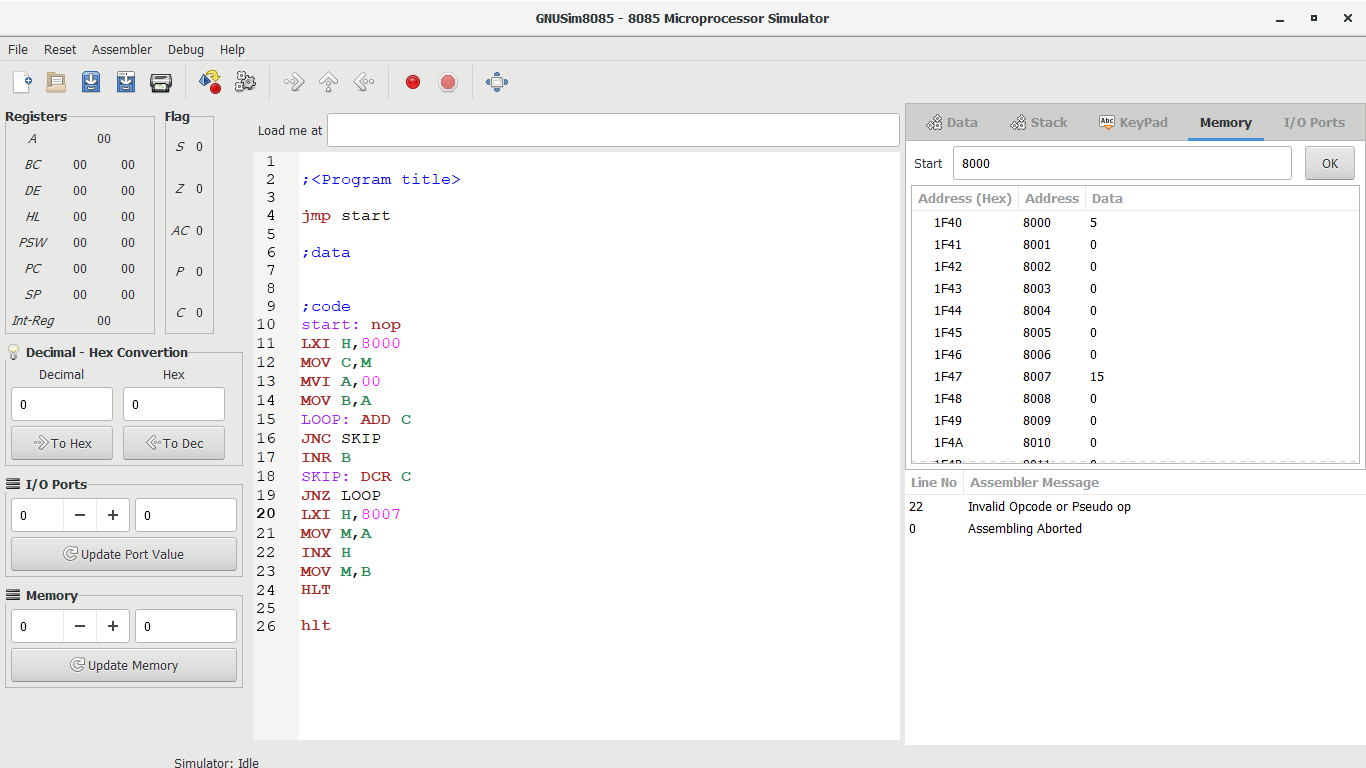 GNUSim8085 - 8085 Microprocessor Simulator
File Reset Assembler Debug Help
Registers
A 00
BC 00 00
DE 00 00
HL 00 00
PSW 00 00
PC 00 00
SP 00 00
Int-Reg 00
Flag
S 0
Z 0
AC 0
P 0
C 0
Decimal - Hex Convertion
Decimal Hex
0 0
To Hex To Dec
I/O Ports
0 − + 0
Update Port Value
Memory
0 − + 0
Update Memory
Load me at
1
2 ;<Program title>
3
4 jmp start
5
6 ;data
7
8
9 ;code
10 start: nop
11 LXI H,8000
12 MOV C,M
13 MVI A,00
14 MOV B,A
15 LOOP: ADD C
16 JNC SKIP
17 INR B
18 SKIP: DCR C
19 JNZ LOOP
20 LXI H,8007
21 MOV M,A
22 INX H
23 MOV M,B
24 HLT
25
26 hlt
Data Stack Abc KeyPad Memory I/O Ports
Start 8000 OK
Address (Hex) Address Data
1F40 8000 5
1F41 8001 0
1F42 8002 0
1F43 8003 0
1F44 8004 0
1F45 8005 0
1F46 8006 0
1F47 8007 15
1F48 8008 0
1F49 8009 0
1F4A 8010 0
Line No Assembler Message
22 Invalid Opcode or Pseudo op
0 Assembling Aborted
Simulator: Idle